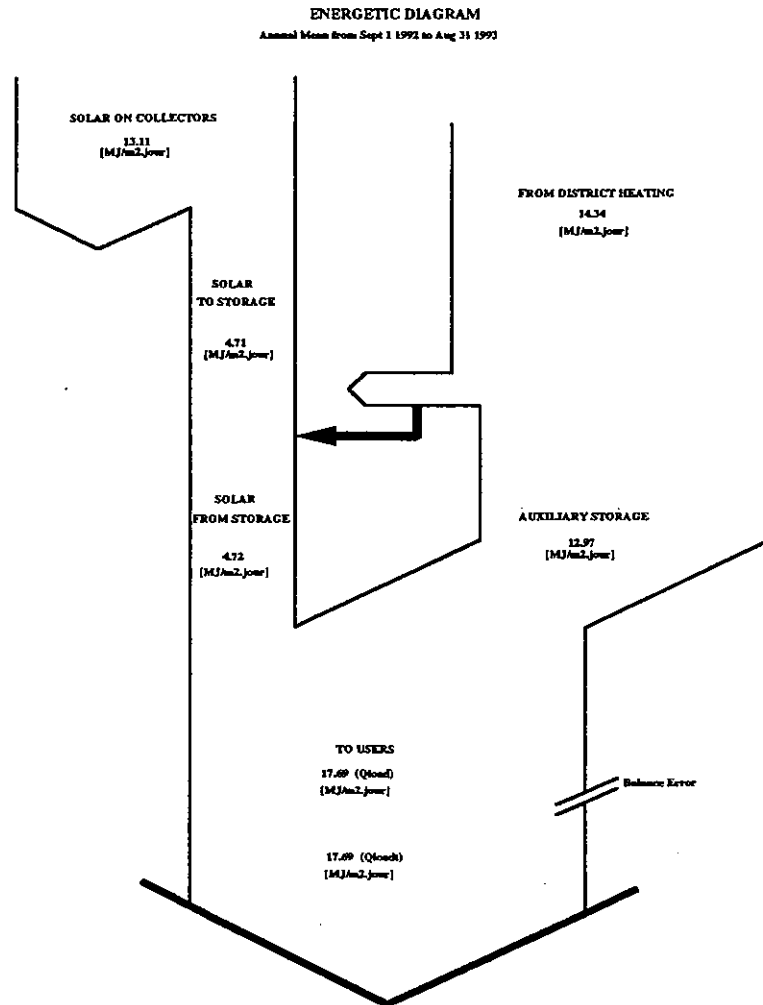 ENERGETIC DIAGRAM
Annual Mean from Sept 1 1992 to Aug 31 1993
SOLAR ON COLLECTORS
13.11
[MJ/m2.jour]
FROM DISTRICT HEATING
14.34
[MJ/m2.jour]
SOLAR
TO STORAGE
4.71
[MJ/m2.jour]
SOLAR
FROM STORAGE
4.72
[MJ/m2.jour]
AUXILIARY STORAGE
12.97
[MJ/m2.jour]
TO USERS
17.69 (Qload)
[MJ/m2.jour]
Balance Error
17.69 (Qloadt)
[MJ/m2.jour]